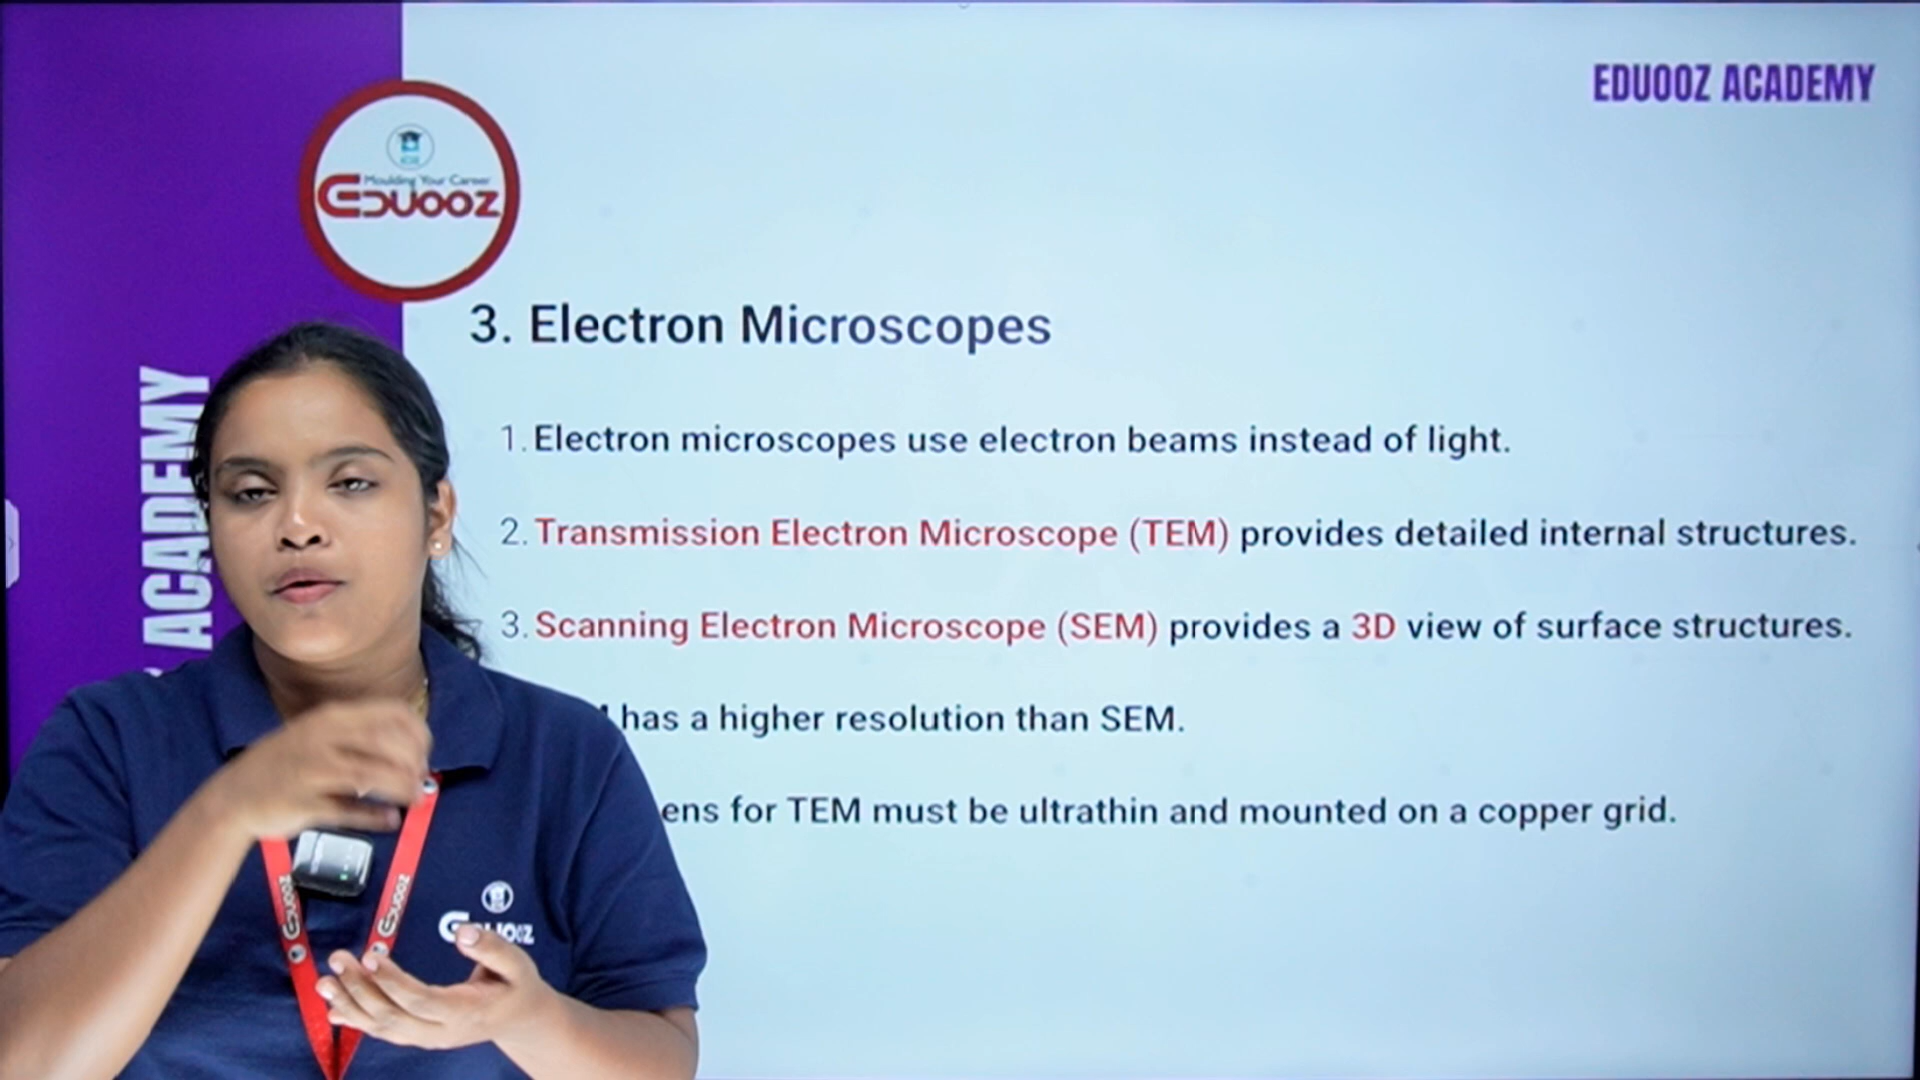 EDUOOZ ACADEMY
Moulding Your Career
EDUOOZ
3. Electron Microscopes
ACADEMY
1. Electron microscopes use electron beams instead of light.
2. Transmission Electron Microscope (TEM) provides detailed internal structures.
3. Scanning Electron Microscope (SEM) provides a 3D view of surface structures.
has a higher resolution than SEM.
ens for TEM must be ultrathin and mounted on a copper grid.
EDUOOZ
EDUOOZ
EDUOOZ